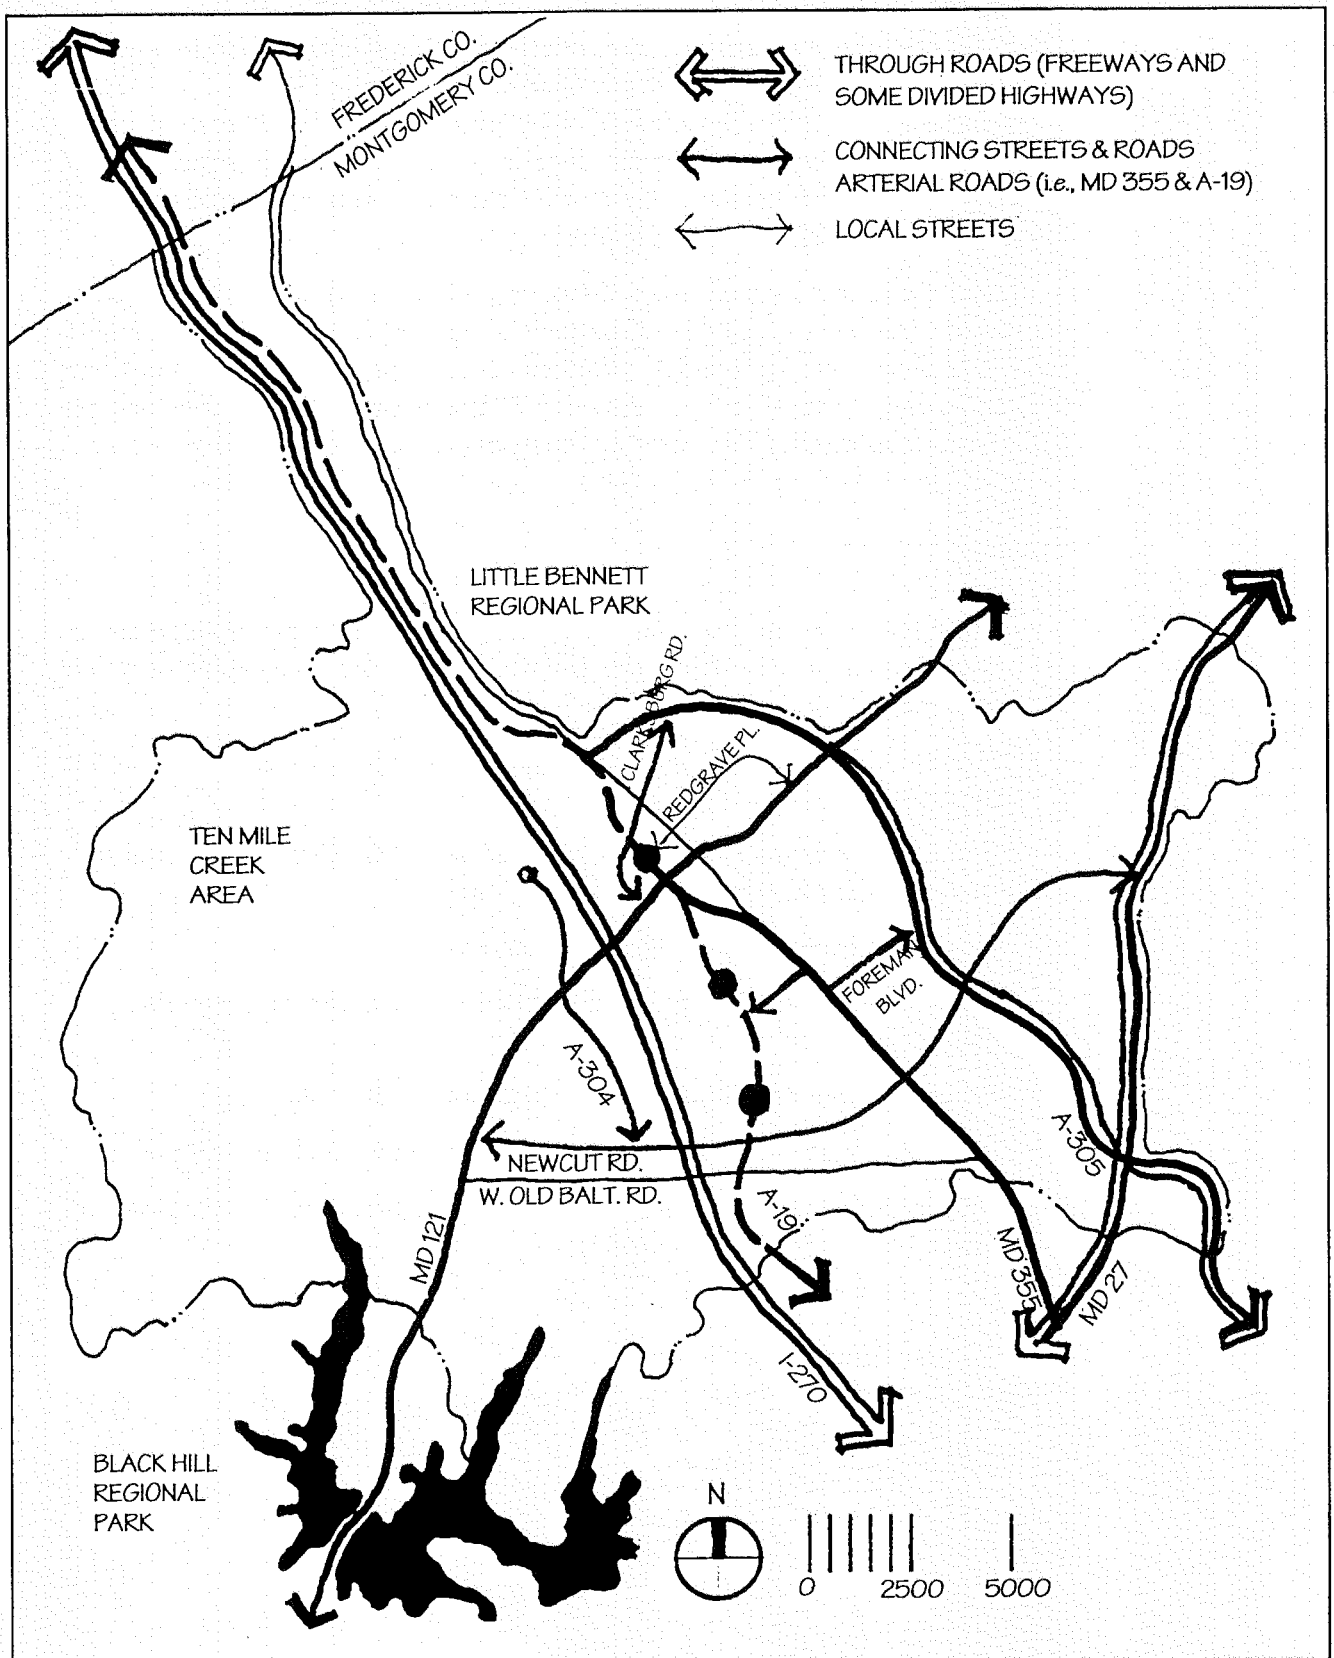 FREDERICK CO.
MONTGOMERY CO.
THROUGH ROADS (FREEWAYS AND
SOME DIVIDED HIGHWAYS)
CONNECTING STREETS & ROADS
ARTERIAL ROADS (i.e., MD 355 & A-19)
LOCAL STREETS
LITTLE BENNETT
REGIONAL PARK
CLARKSBURG RD.
REDGRAVE PL.
TEN MILE
CREEK
AREA
FOREMAN
BLVD.
A-304
A-305
NEWCUT RD.
W. OLD BALT. RD.
A-19
MD 121
MD 355
MD 27
I-270
BLACK HILL
REGIONAL
PARK
N
0 2500 5000